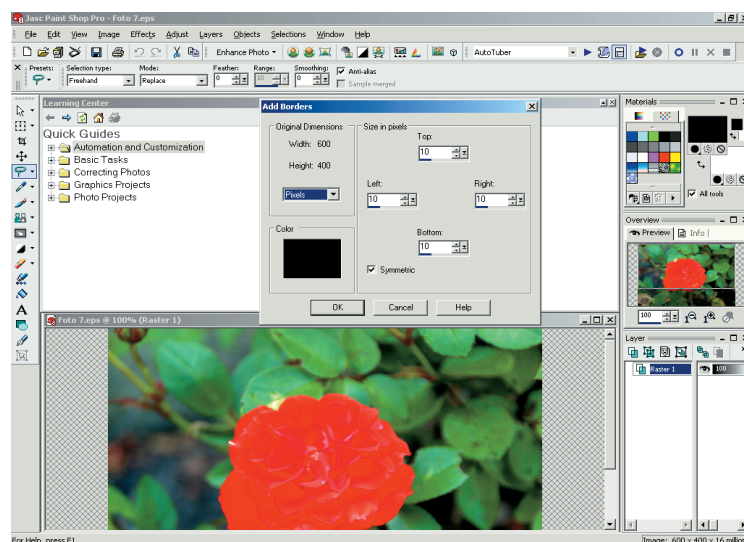 Jasc Paint Shop Pro - Foto 7.eps
File Edit View Image Effects Adjust Layers Objects Selections Window Help
Enhance Photo
AutoTuber
Presets: Selection type: Mode: Feather: Range: Smoothing:
Freehand Replace 0 10 0
Anti-alias
Sample merged
Learning Center
Quick Guides
Automation and Customization
Basic Tasks
Correcting Photos
Graphics Projects
Photo Projects
Add Borders
Original Dimensions
Width: 600
Height: 400
Pixels
Color
Size in pixels
Top:
10
Left: Right:
10 10
Bottom:
10
Symmetric
OK Cancel Help
Materials
All tools
Overview
Preview Info
100
Layer
Raster 1 100
Foto 7.eps @ 100% (Raster 1)
For Help, press F1
Image: 600 x 400 x 16 million